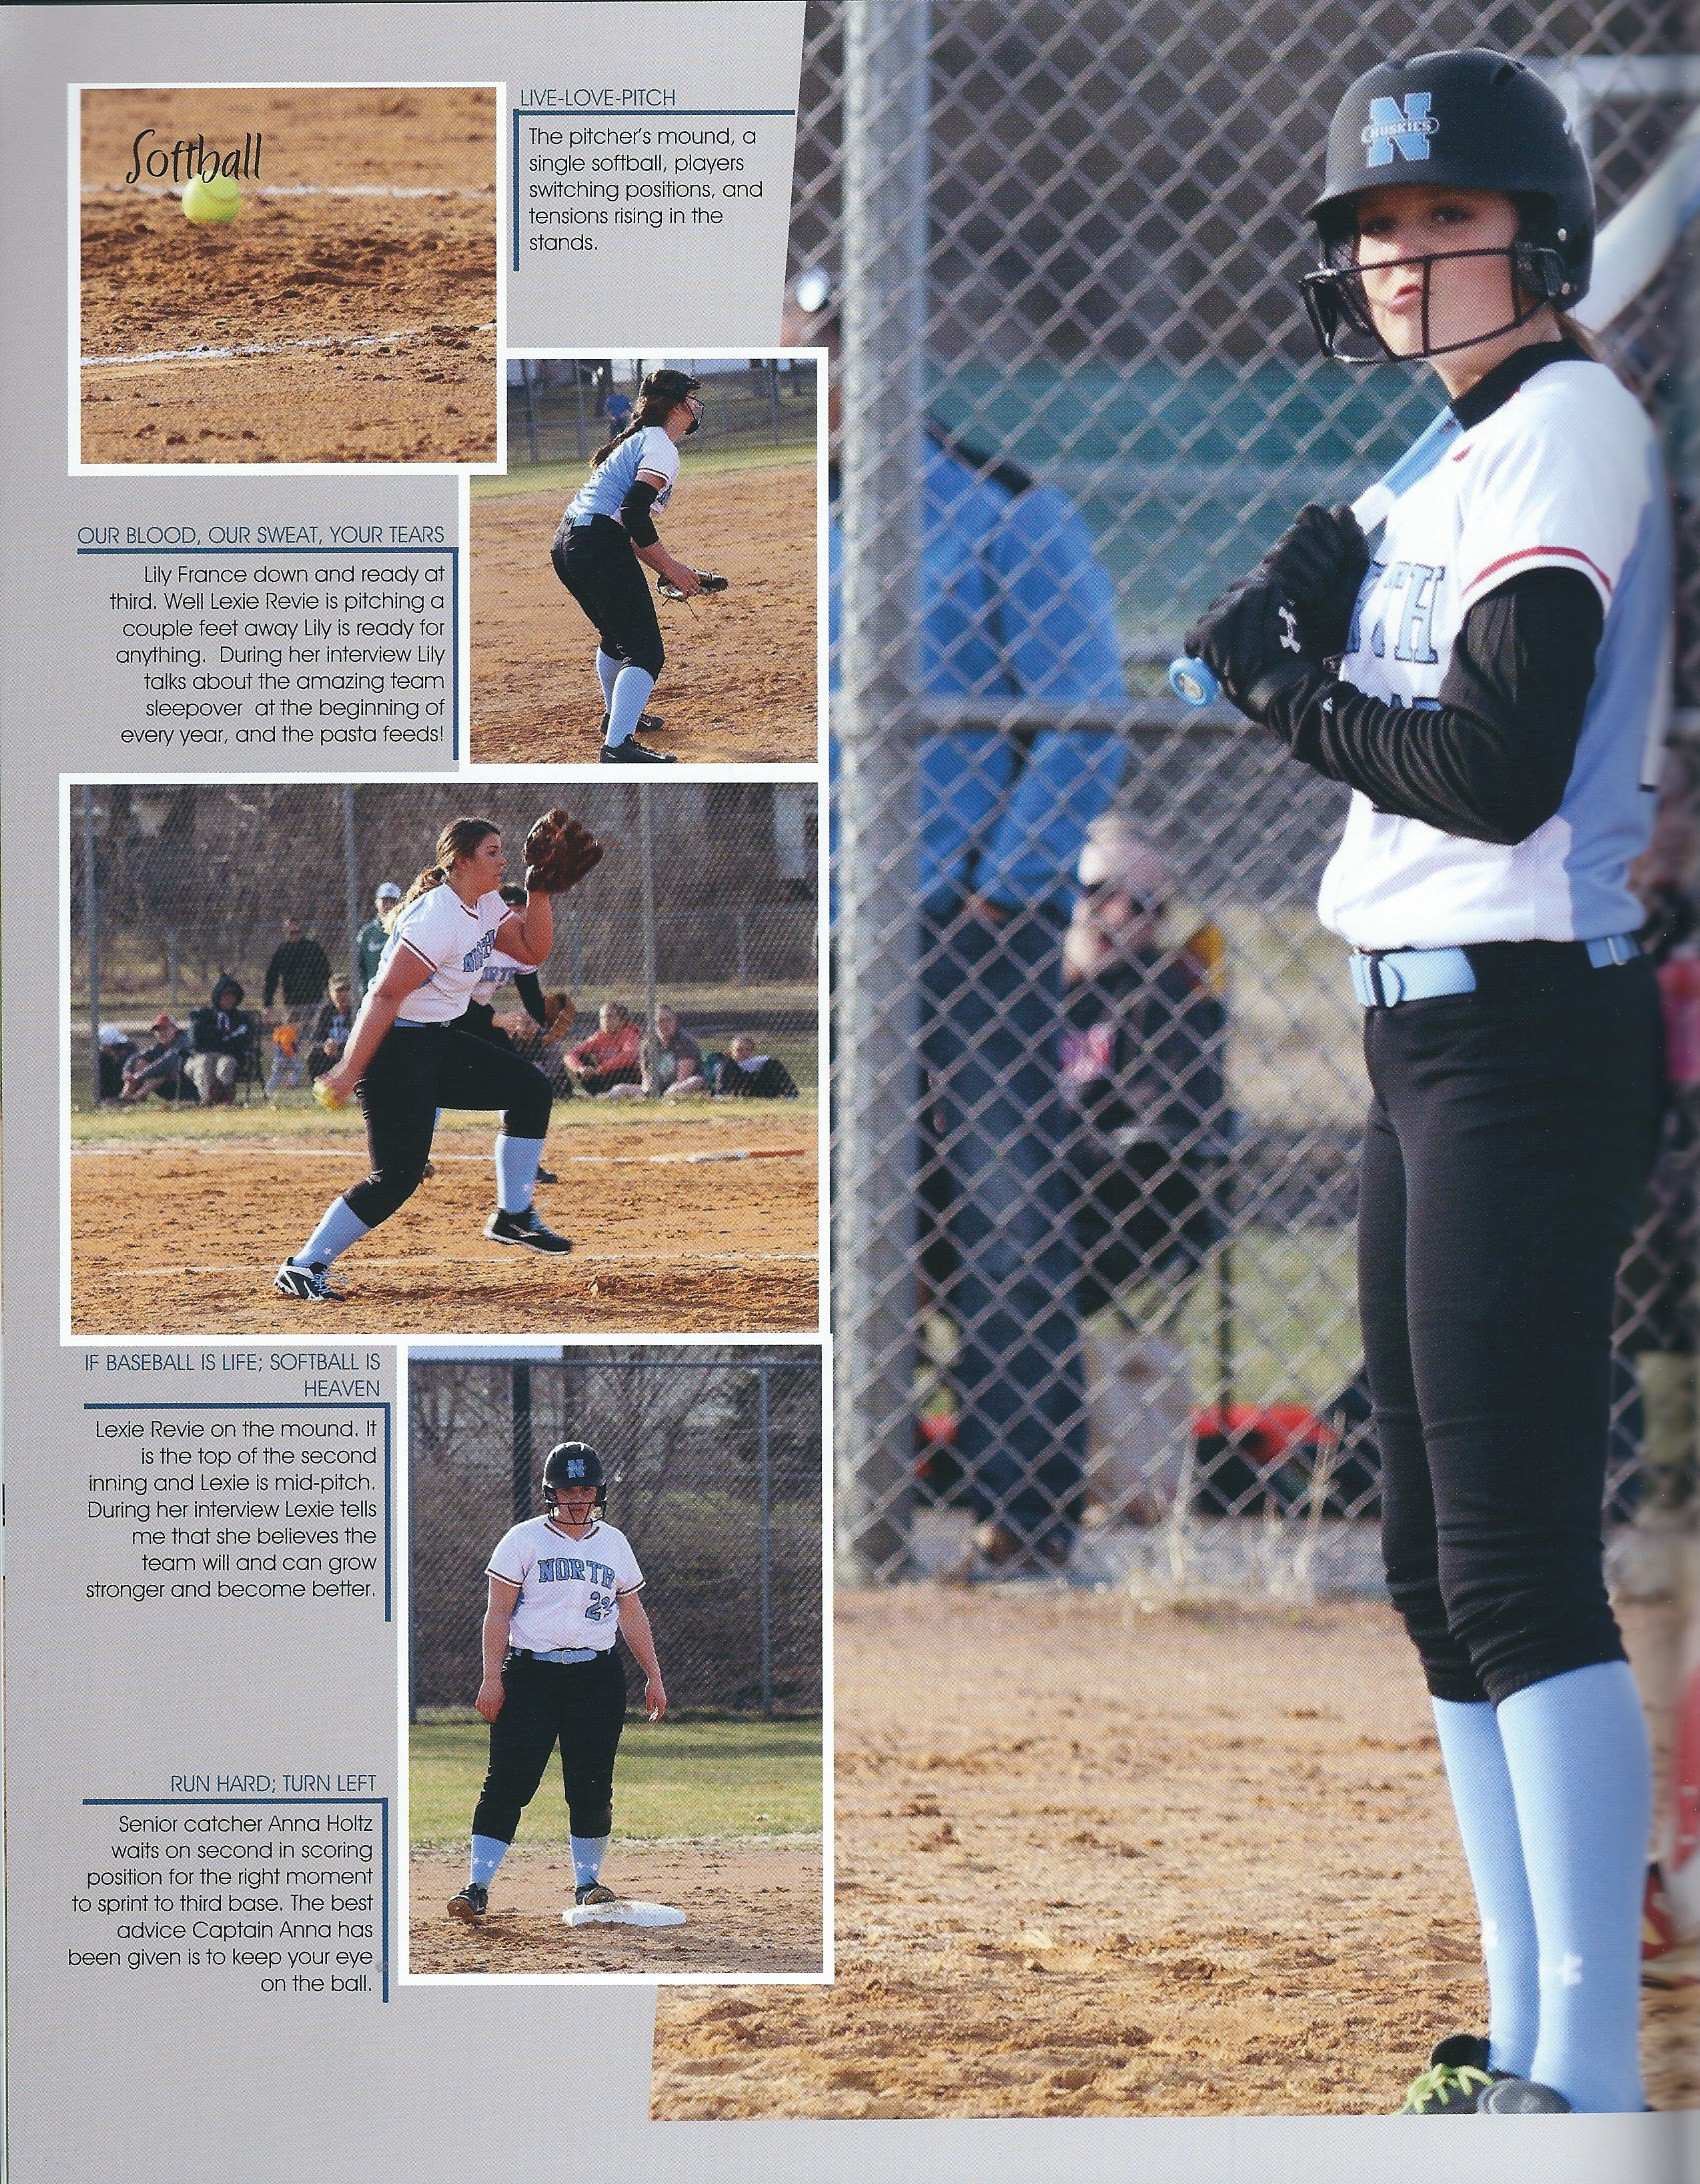 Softball
LIVE-LOVE-PITCH
The pitcher's mound, a
single softball, players
switching positions, and
tensions rising in the
stands.
OUR BLOOD, OUR SWEAT, YOUR TEARS
Lily France down and ready at
third. Well Lexie Revie is pitching a
couple feet away Lily is ready for
anything. During her interview Lily
talks about the amazing team
sleepover at the beginning of
every year, and the pasta feeds!
IF BASEBALL IS LIFE; SOFTBALL IS
HEAVEN
Lexie Revie on the mound. It
is the top of the second
inning and Lexie is mid-pitch.
During her interview Lexie tells
me that she believes the
team will and can grow
stronger and become better.
RUN HARD; TURN LEFT
Senior catcher Anna Holtz
waits on second in scoring
position for the right moment
to sprint to third base. The best
advice Captain Anna has
been given is to keep your eye
on the ball.
N
NORTH
N
HUSKIES